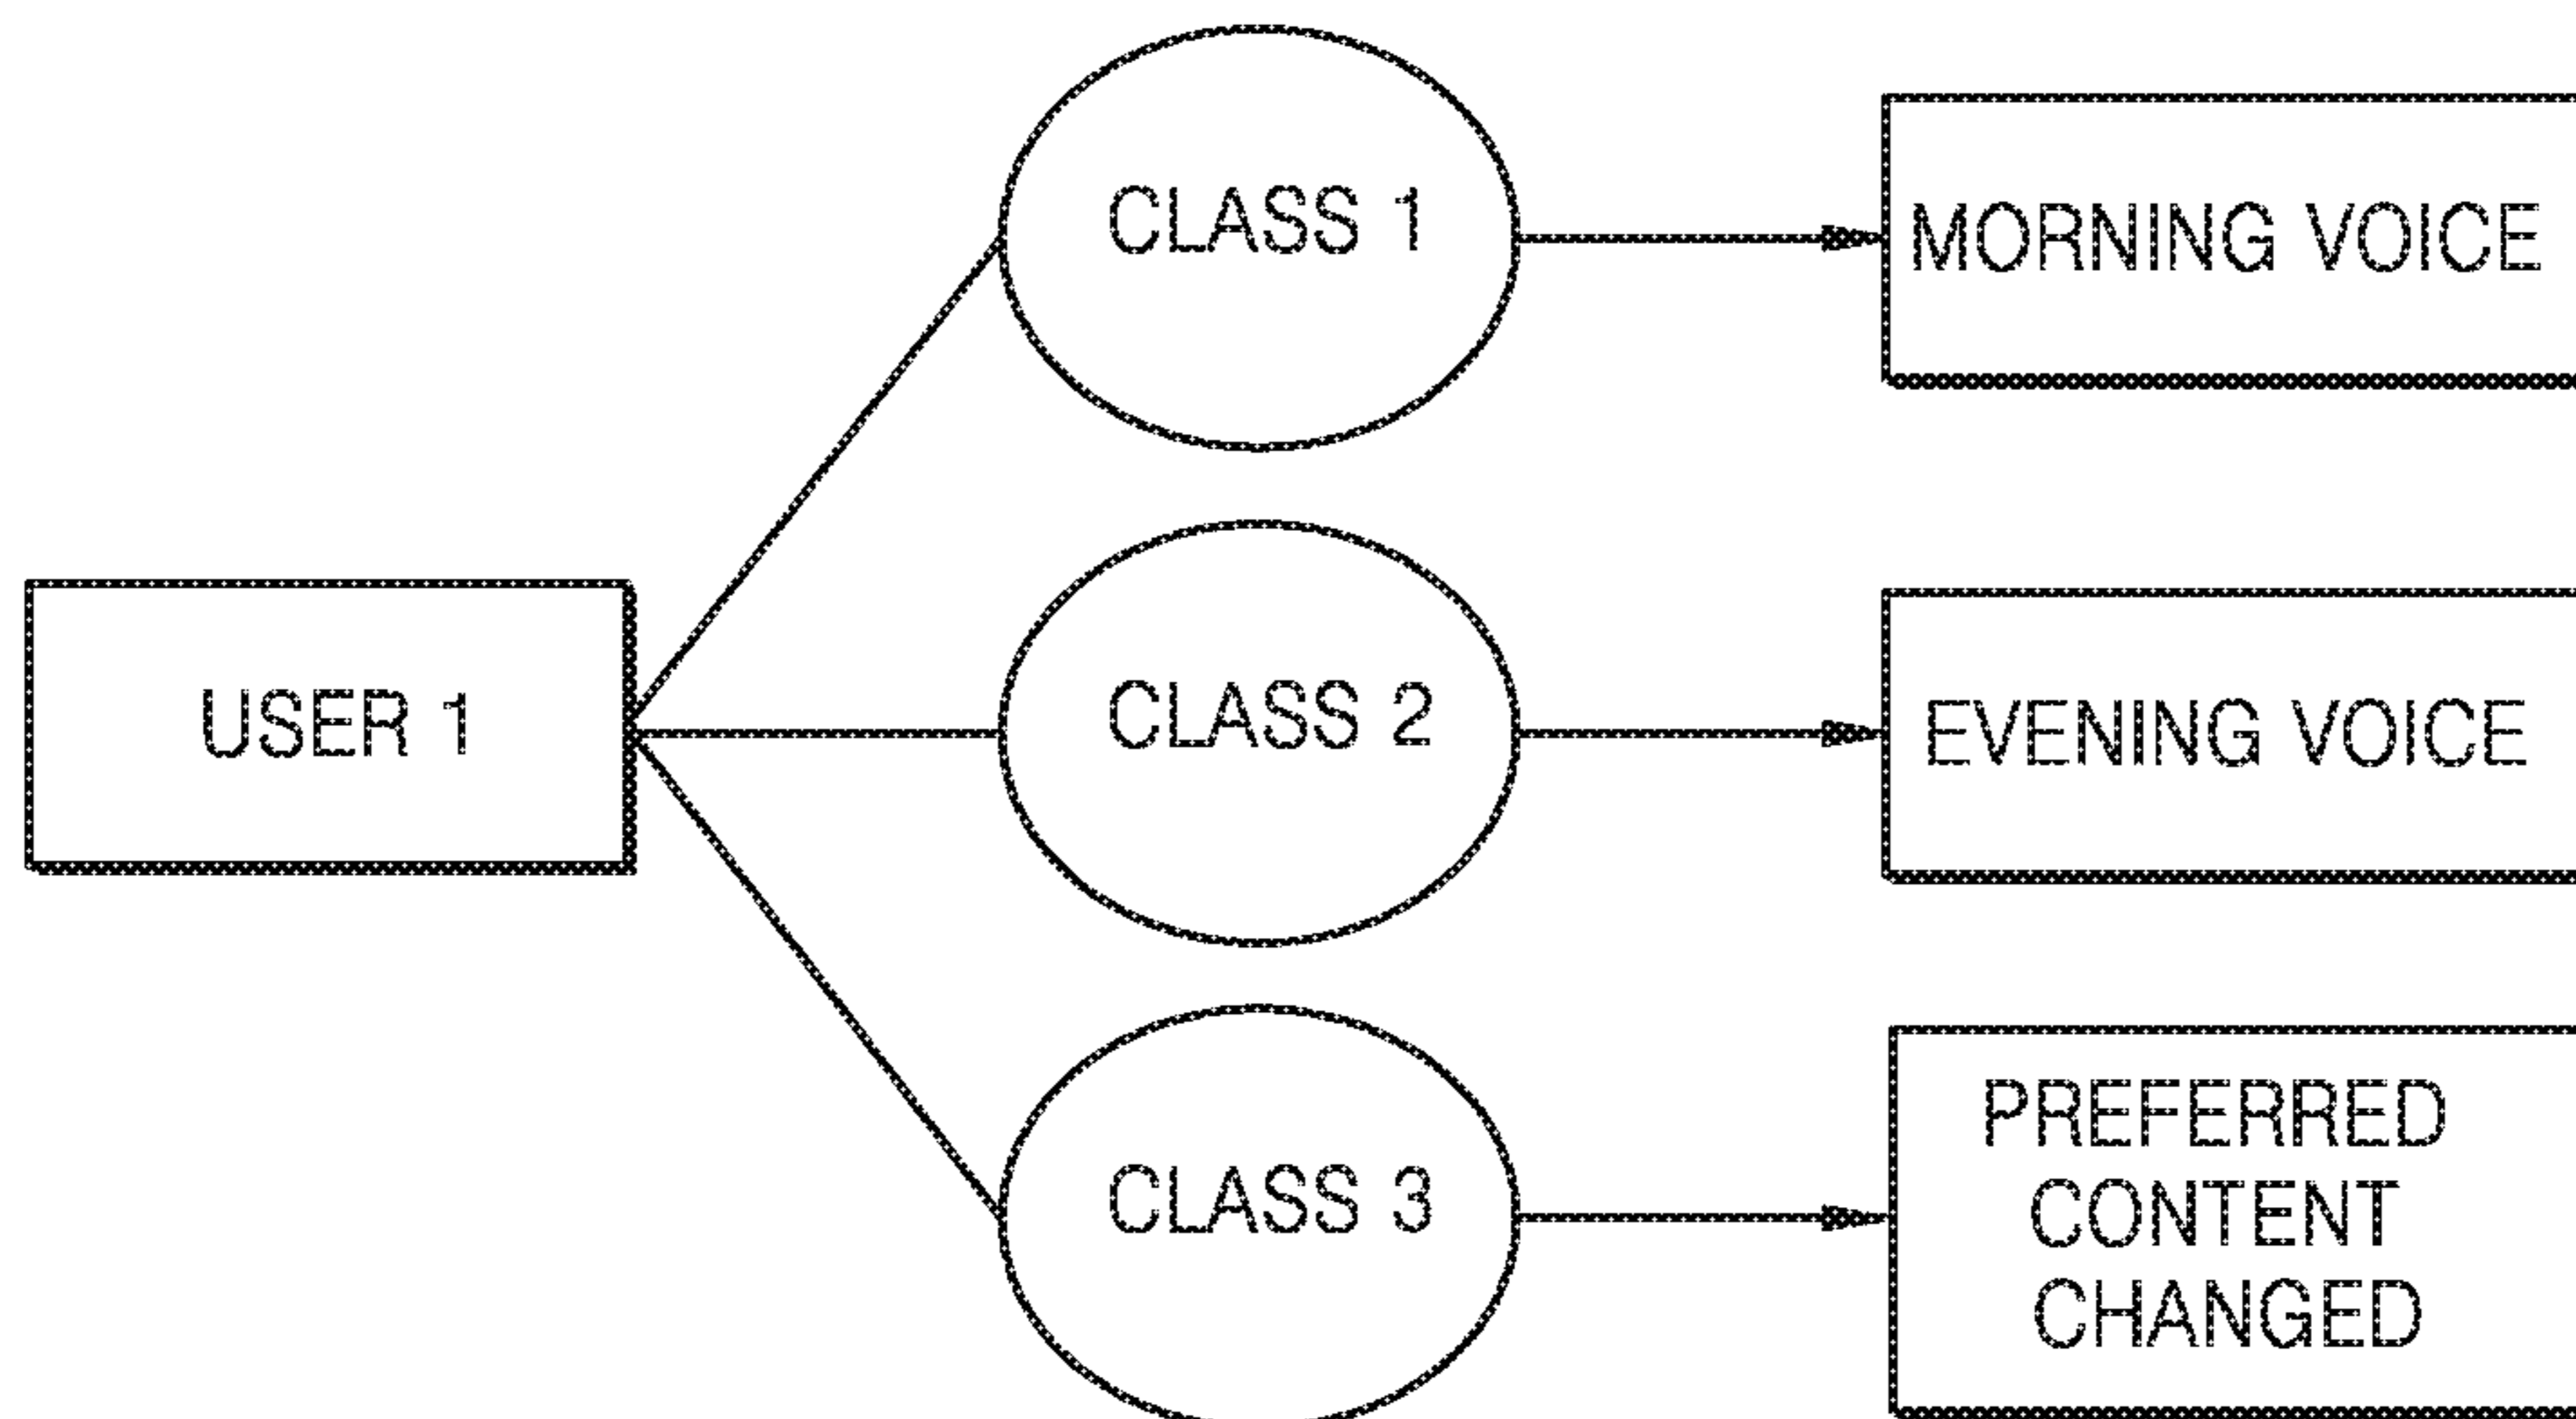 CLASS 1
MORNING VOICE
USER 1
CLASS 2
EVENING VOICE
CLASS 3
PREFERRED
CONTENT
CHANGED